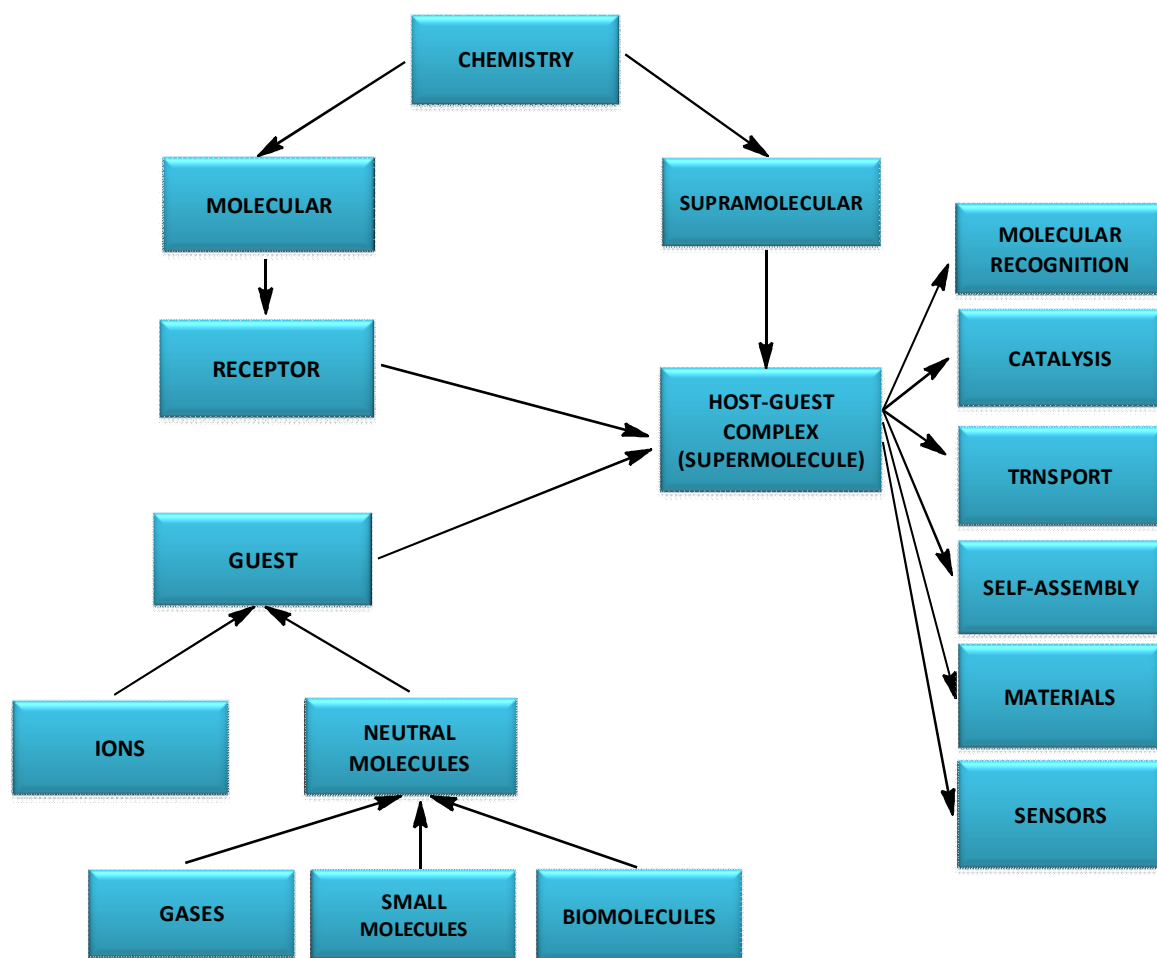 CHEMISTRY
MOLECULAR
SUPRAMOLECULAR
MOLECULAR
RECOGNITION
RECEPTOR
HOST-GUEST
COMPLEX
(SUPERMOLECULE)
CATALYSIS
TRNSPORT
GUEST
SELF-ASSEMBLY
IONS
NEUTRAL
MOLECULES
MATERIALS
SENSORS
GASES
SMALL
MOLECULES
BIOMOLECULES